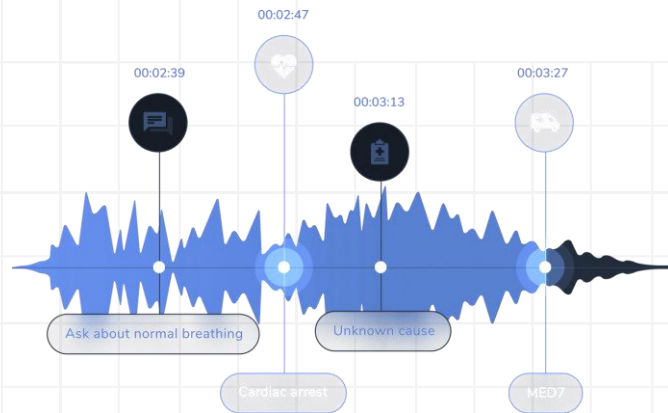 00:02:47
00:02:39
00:03:27
00:03:13
Ask about normal breathing
Unknown cause
Cardiac arrest
MED7